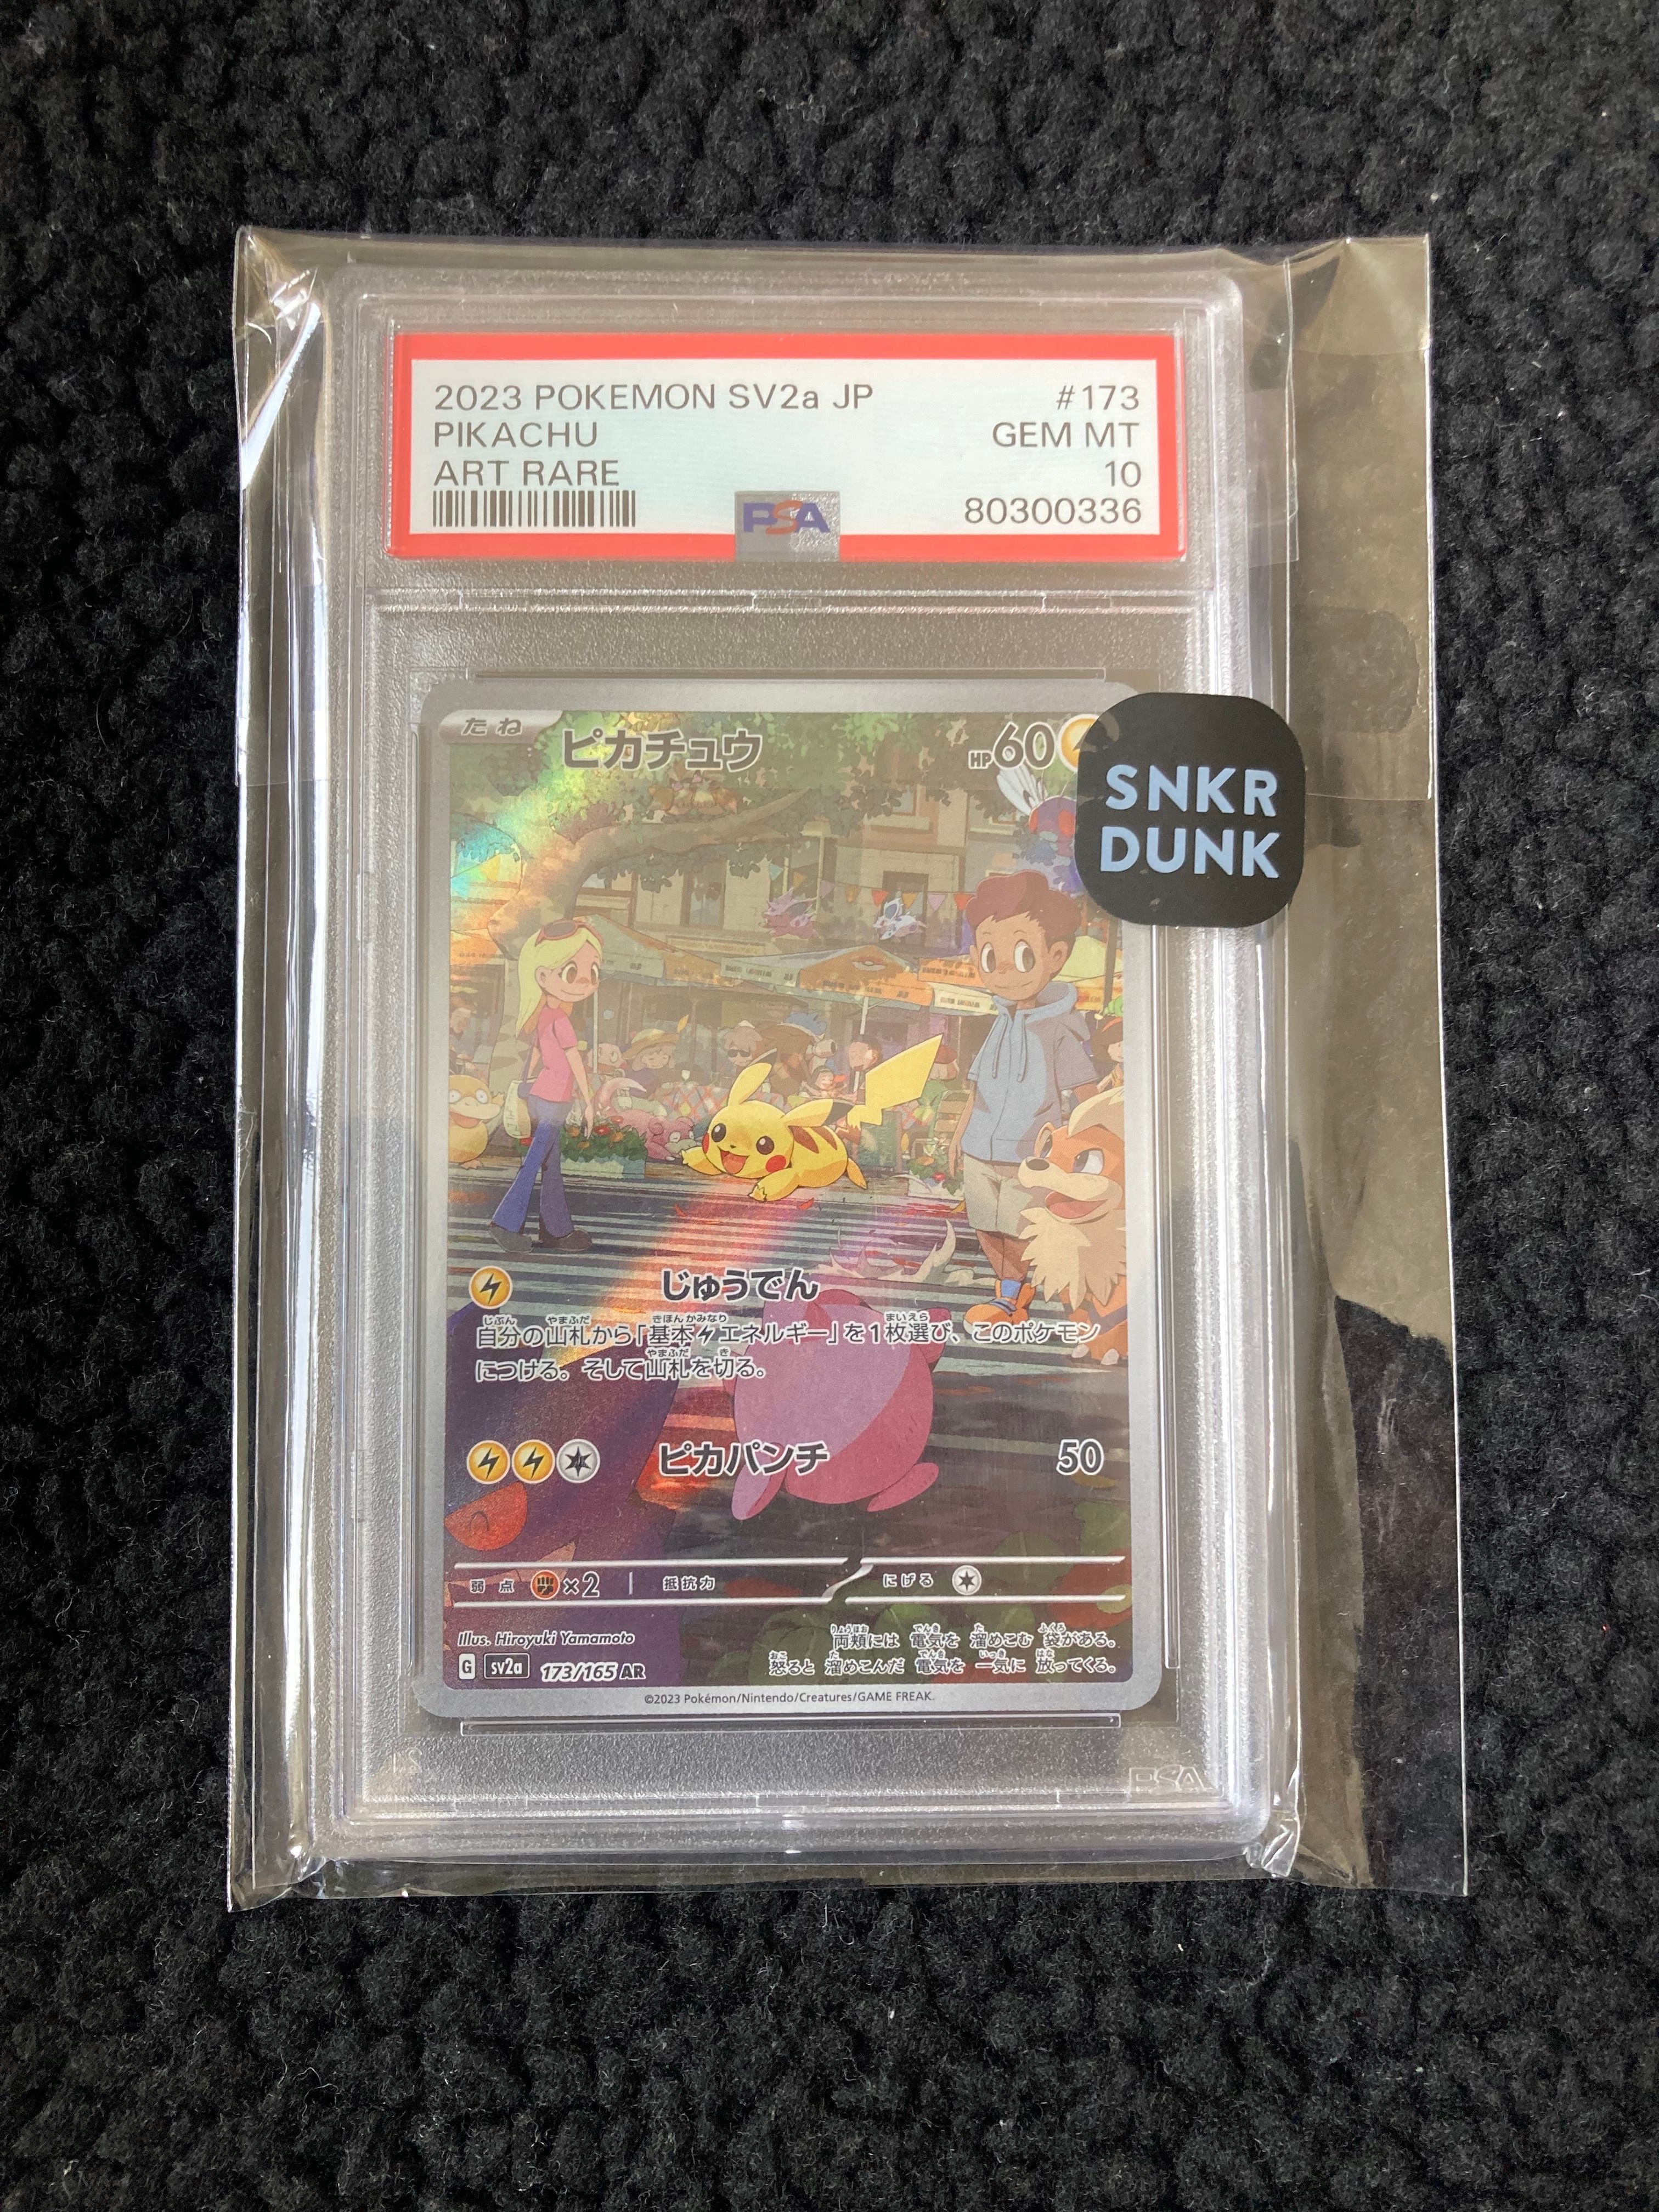 2023 POKEMON SV2a JP #173
PIKACHU GEM MT
ART RARE 10
PSA 80300336
たね ピカチュウ HP60
SNKR
DUNK
じゅうでん
自分の山札から「基本エネルギー」を1枚選び、このポケモン
につける。そして山札を切る。
ピカパンチ 50
弱点 ×2 抵抗力 にげる
Illus. Hiroyuki Yamamoto
両頬には 電気を 溜めこむ 袋がある。
怒ると 溜めこんだ 電気を 一気に 放ってくる。
G sv2a 173/165 AR
©2023 Pokémon/Nintendo/Creatures/GAME FREAK.
PSA